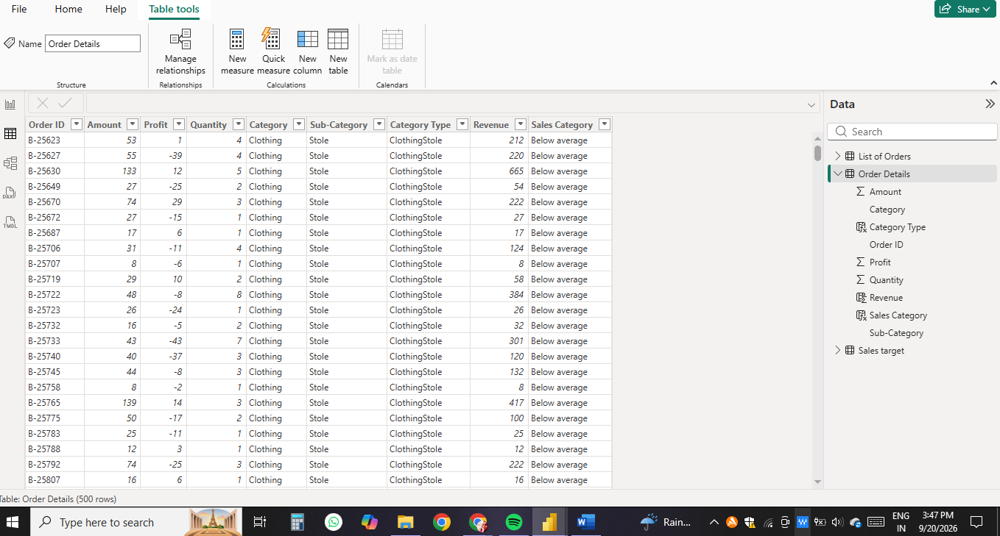 File Home Help Table tools Share
Name Order Details
Manage relationships
New measure
Quick measure
New column
New table
Mark as date table
Structure Relationships Calculations Calendars
Order ID Amount Profit Quantity Category Sub-Category Category Type Revenue Sales Category
B-25623 53 1 4 Clothing Stole ClothingStole 212 Below average
B-25627 55 -39 4 Clothing Stole ClothingStole 220 Below average
B-25630 133 12 5 Clothing Stole ClothingStole 665 Below average
B-25649 27 -25 2 Clothing Stole ClothingStole 54 Below average
B-25670 74 29 3 Clothing Stole ClothingStole 222 Below average
B-25672 27 -15 1 Clothing Stole ClothingStole 27 Below average
B-25687 17 6 1 Clothing Stole ClothingStole 17 Below average
B-25706 31 -11 4 Clothing Stole ClothingStole 124 Below average
B-25707 8 -6 1 Clothing Stole ClothingStole 8 Below average
B-25719 29 10 2 Clothing Stole ClothingStole 58 Below average
B-25722 48 -8 8 Clothing Stole ClothingStole 384 Below average
B-25723 26 -24 1 Clothing Stole ClothingStole 26 Below average
B-25732 16 -5 2 Clothing Stole ClothingStole 32 Below average
B-25733 43 -43 7 Clothing Stole ClothingStole 301 Below average
B-25740 40 -37 3 Clothing Stole ClothingStole 120 Below average
B-25745 44 -8 3 Clothing Stole ClothingStole 132 Below average
B-25758 8 -2 1 Clothing Stole ClothingStole 8 Below average
B-25765 139 14 3 Clothing Stole ClothingStole 417 Below average
B-25775 50 -17 2 Clothing Stole ClothingStole 100 Below average
B-25783 25 -11 1 Clothing Stole ClothingStole 25 Below average
B-25788 12 3 1 Clothing Stole ClothingStole 12 Below average
B-25792 74 -25 3 Clothing Stole ClothingStole 222 Below average
B-25807 16 6 1 Clothing Stole ClothingStole 16 Below average
Data
Search
List of Orders
Order Details
Amount
Category
Category Type
Order ID
Profit
Quantity
Revenue
Sales Category
Sub-Category
Sales target
DAX
TMDL
Table: Order Details (500 rows)
Type here to search
Rain...
ENG
IN
3:47 PM
9/20/2026